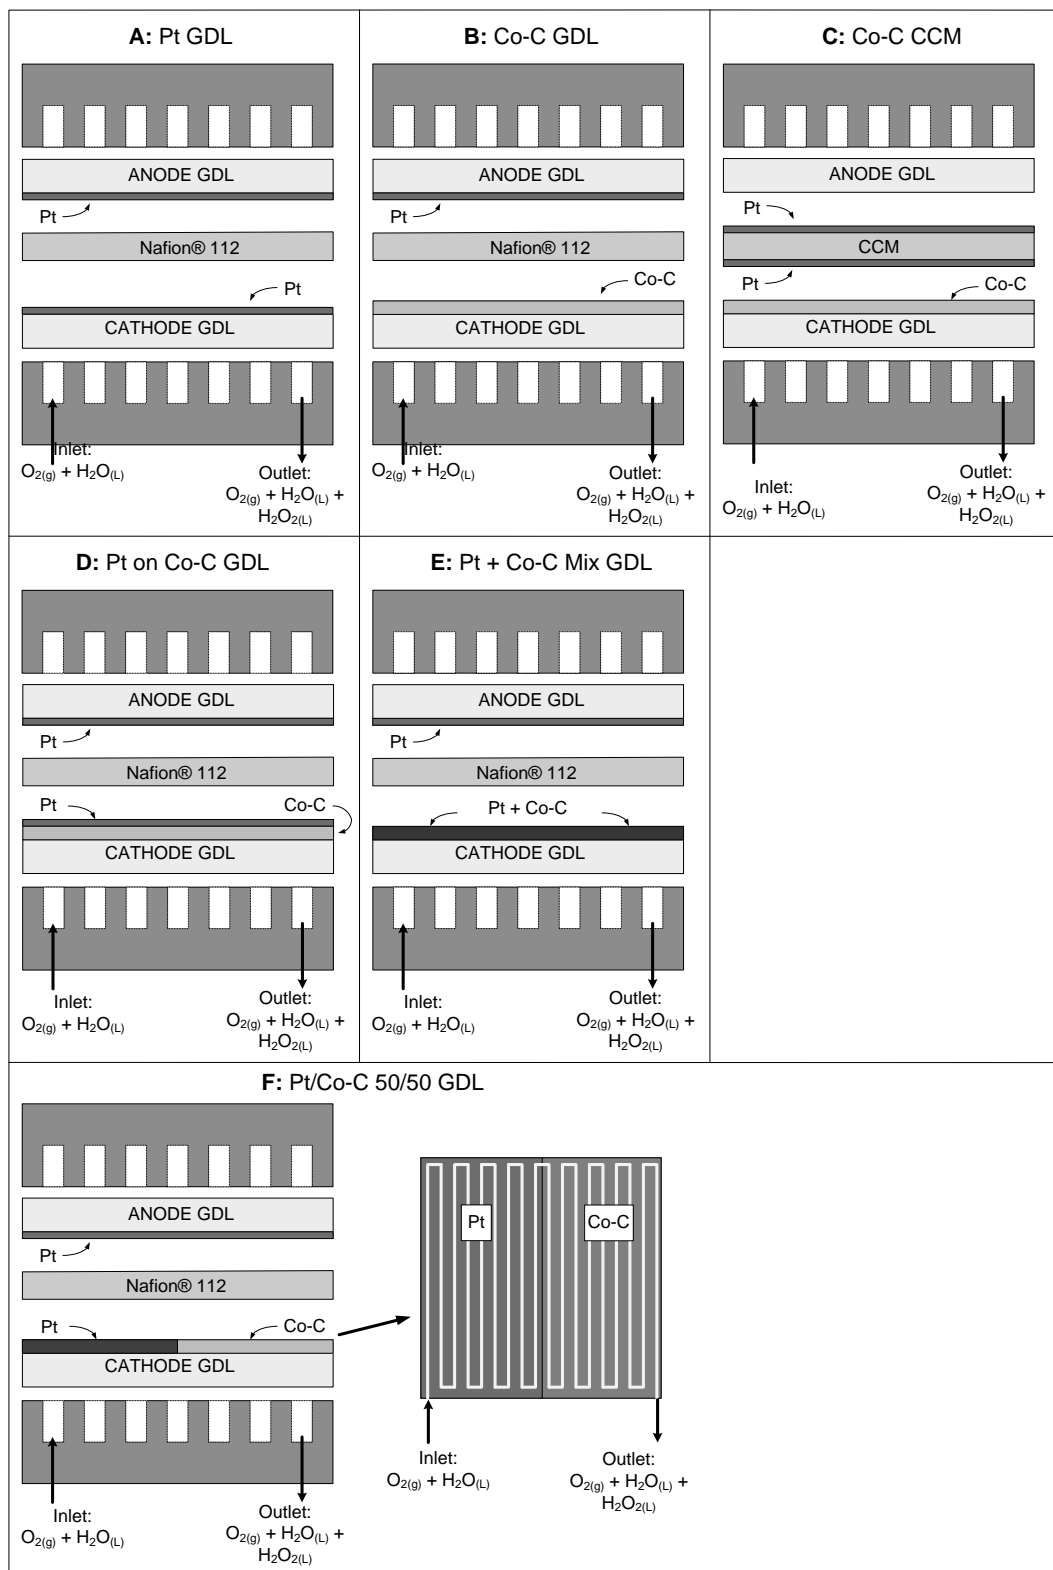 A: Pt GDL
ANODE GDL
Pt
Nafion® 112
Pt
CATHODE GDL
Inlet:
O2(g) + H2O(L)
Outlet:
O2(g) + H2O(L) +
H2O2(L)
B: Co-C GDL
ANODE GDL
Pt
Nafion® 112
Co-C
CATHODE GDL
Inlet:
O2(g) + H2O(L)
Outlet:
O2(g) + H2O(L) +
H2O2(L)
C: Co-C CCM
ANODE GDL
Pt
CCM
Pt
Co-C
CATHODE GDL
Inlet:
O2(g) + H2O(L)
Outlet:
O2(g) + H2O(L) +
H2O2(L)
D: Pt on Co-C GDL
ANODE GDL
Pt
Nafion® 112
Pt
Co-C
CATHODE GDL
Inlet:
O2(g) + H2O(L)
Outlet:
O2(g) + H2O(L) +
H2O2(L)
E: Pt + Co-C Mix GDL
ANODE GDL
Pt
Nafion® 112
Pt + Co-C
CATHODE GDL
Inlet:
O2(g) + H2O(L)
Outlet:
O2(g) + H2O(L) +
H2O2(L)
F: Pt/Co-C 50/50 GDL
ANODE GDL
Pt
Nafion® 112
Pt
Co-C
CATHODE GDL
Inlet:
O2(g) + H2O(L)
Outlet:
O2(g) + H2O(L) +
H2O2(L)
Pt
Co-C
Inlet:
O2(g) + H2O(L)
Outlet:
O2(g) + H2O(L) +
H2O2(L)